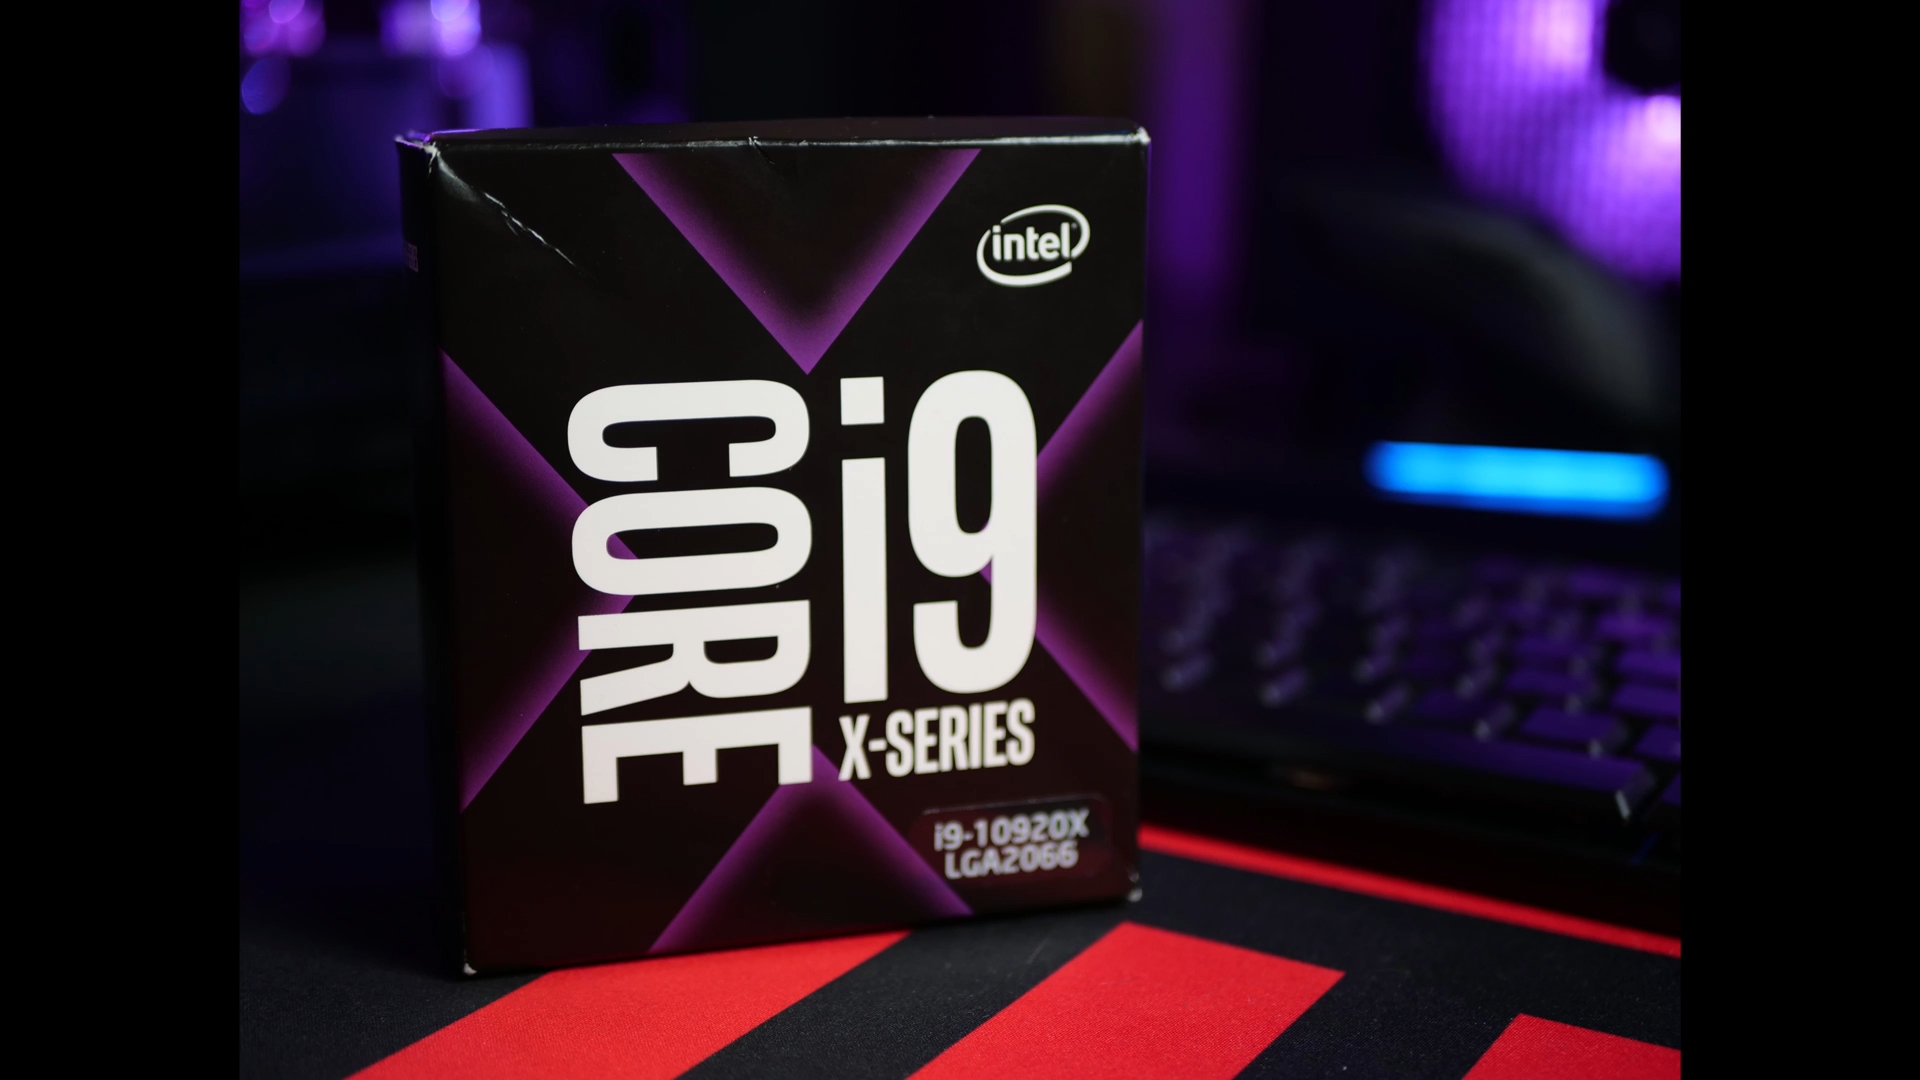 intel
CORE
i9
X-SERIES
i9-10920X
LGA2066